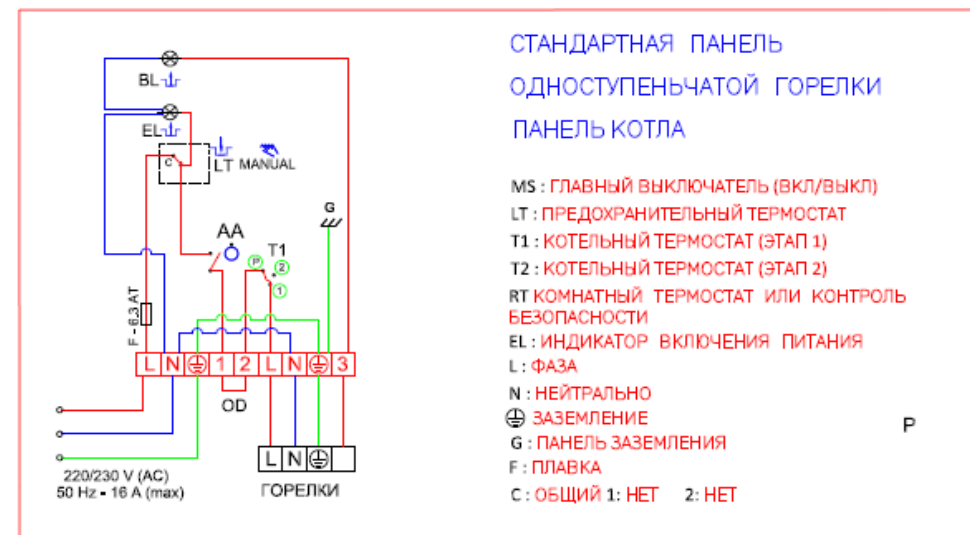 BL
EL
C
LT MANUAL
G
AA
T1
P
2
1
F - 6,3 AT
L N 1 2 L N 3
OD
L N
220/230 V (AC)
50 Hz - 16 A (max)
ГОРЕЛКИ
СТАНДАРТНАЯ ПАНЕЛЬ
ОДНОСТУПЕНЬЧАТОЙ ГОРЕЛКИ
ПАНЕЛЬ КОТЛА
MS : ГЛАВНЫЙ ВЫКЛЮЧАТЕЛЬ (ВКЛ/ВЫКЛ)
LT : ПРЕДОХРАНИТЕЛЬНЫЙ ТЕРМОСТАТ
T1 : КОТЕЛЬНЫЙ ТЕРМОСТАТ (ЭТАП 1)
T2 : КОТЕЛЬНЫЙ ТЕРМОСТАТ (ЭТАП 2)
RT КОМНАТНЫЙ ТЕРМОСТАТ ИЛИ КОНТРОЛЬ
БЕЗОПАСНОСТИ
EL : ИНДИКАТОР ВКЛЮЧЕНИЯ ПИТАНИЯ
L : ФАЗА
N : НЕЙТРАЛЬНО
ЗАЗЕМЛЕНИЕ
P
G : ПАНЕЛЬ ЗАЗЕМЛЕНИЯ
F : ПЛАВКА
C : ОБЩИЙ 1: НЕТ 2: НЕТ